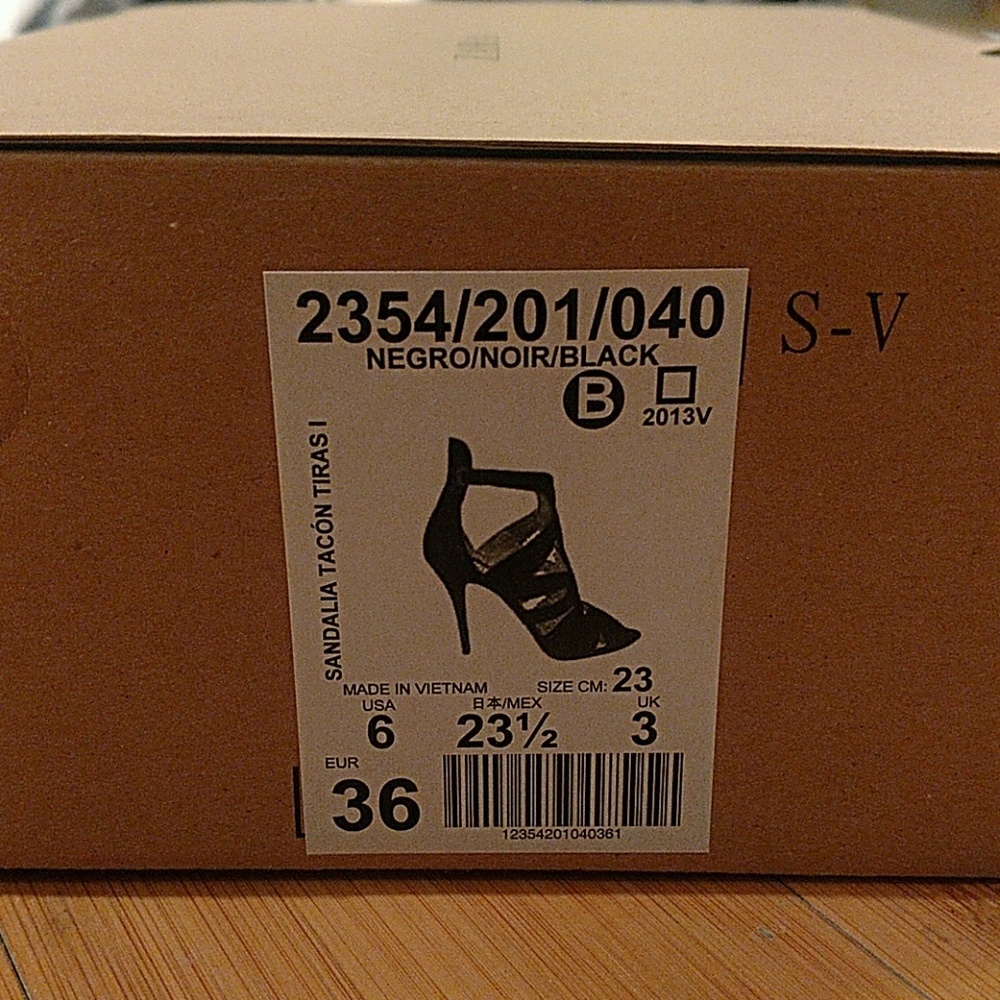 2354/201/040
NEGRO/NOIR/BLACK
S-V
B
2013V
SANDALIA TACÓN TIRAS I
MADE IN VIETNAM SIZE CM: 23
USA 日本/MEX UK
6 23½ 3
EUR
36
12354201040361